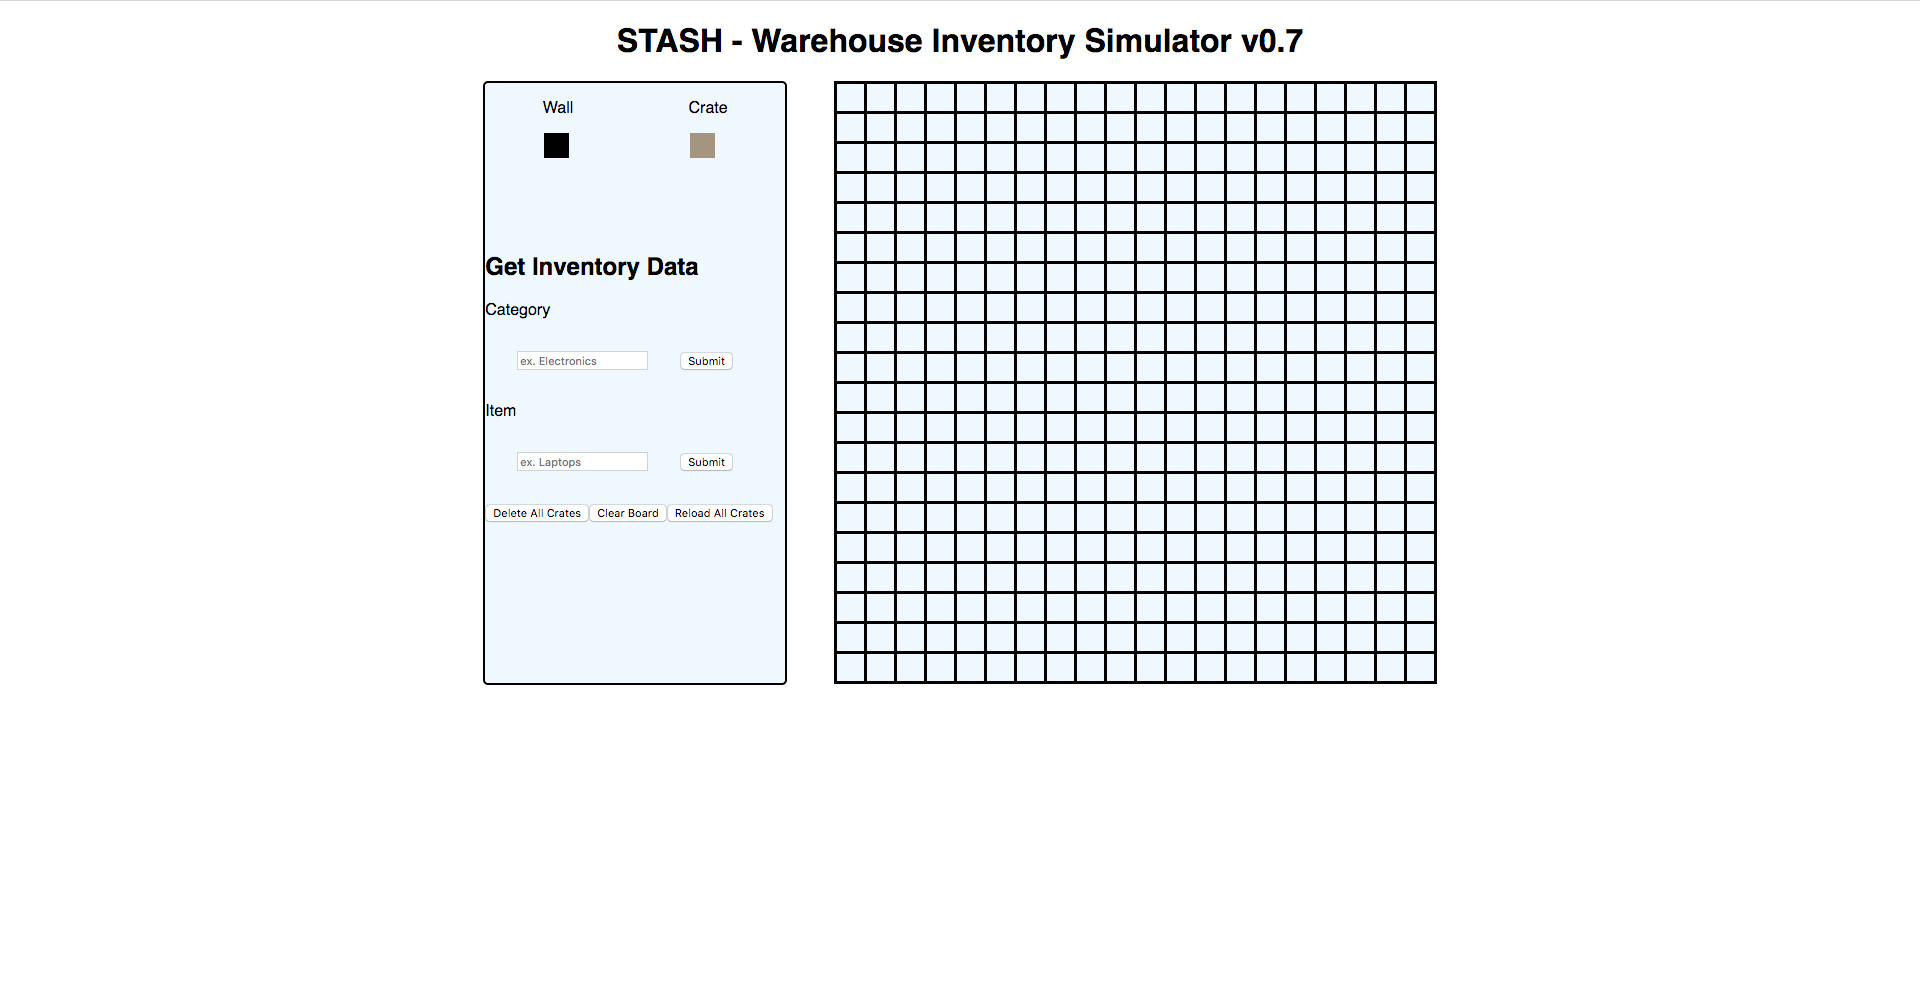 STASH - Warehouse Inventory Simulator v0.7
Wall Crate
Get Inventory Data
Category
ex. Electronics Submit
Item
ex. Laptops Submit
Delete All Crates Clear Board Reload All Crates